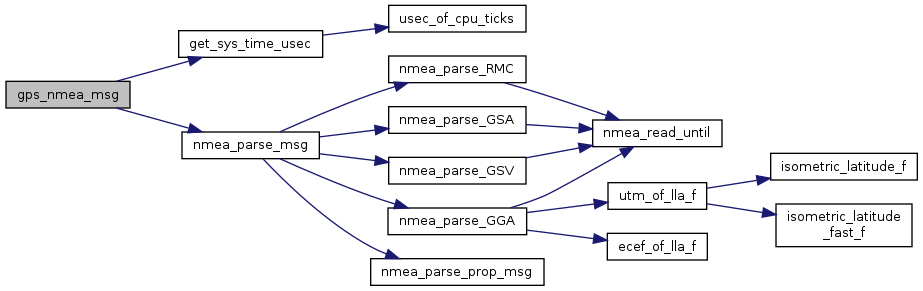 usec_of_cpu_ticks
get_sys_time_usec
nmea_parse_RMC
gps_nmea_msg
nmea_parse_GSA
nmea_read_until
nmea_parse_msg
nmea_parse_GSV
isometric_latitude_f
utm_of_lla_f
nmea_parse_GGA
isometric_latitude
_fast_f
ecef_of_lla_f
nmea_parse_prop_msg